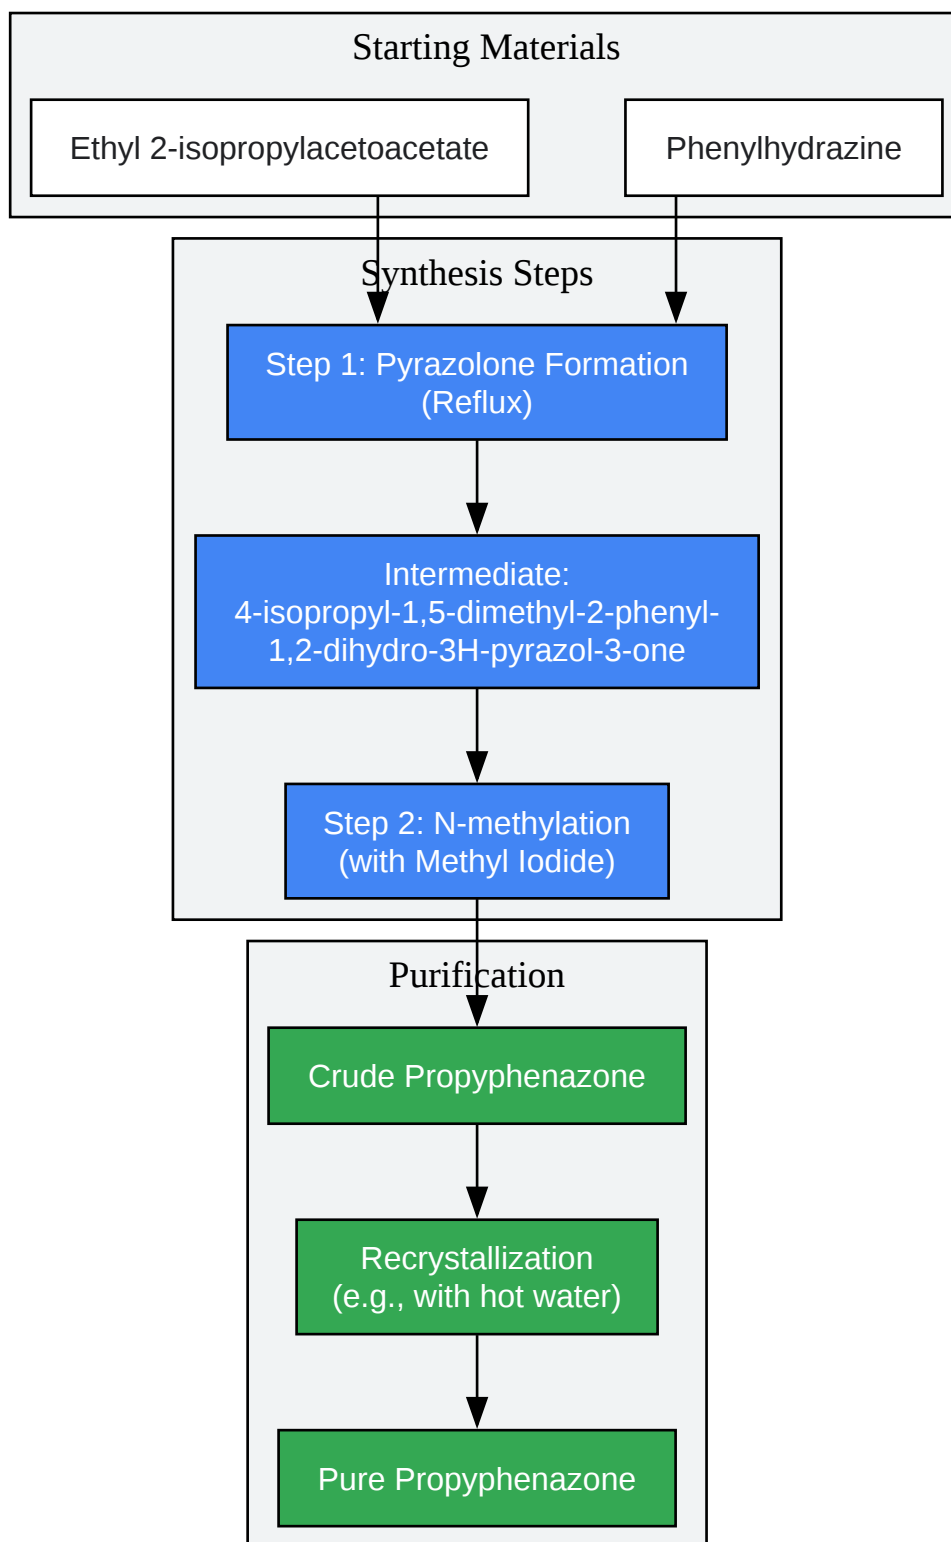 Starting Materials
Ethyl 2-isopropylacetoacetate
Phenylhydrazine
Synthesis Steps
Step 1: Pyrazolone Formation
(Reflux)
Intermediate:
4-isopropyl-1,5-dimethyl-2-phenyl-
1,2-dihydro-3H-pyrazol-3-one
Step 2: N-methylation
(with Methyl Iodide)
Purification
Crude Propyphenazone
Recrystallization
(e.g., with hot water)
Pure Propyphenazone